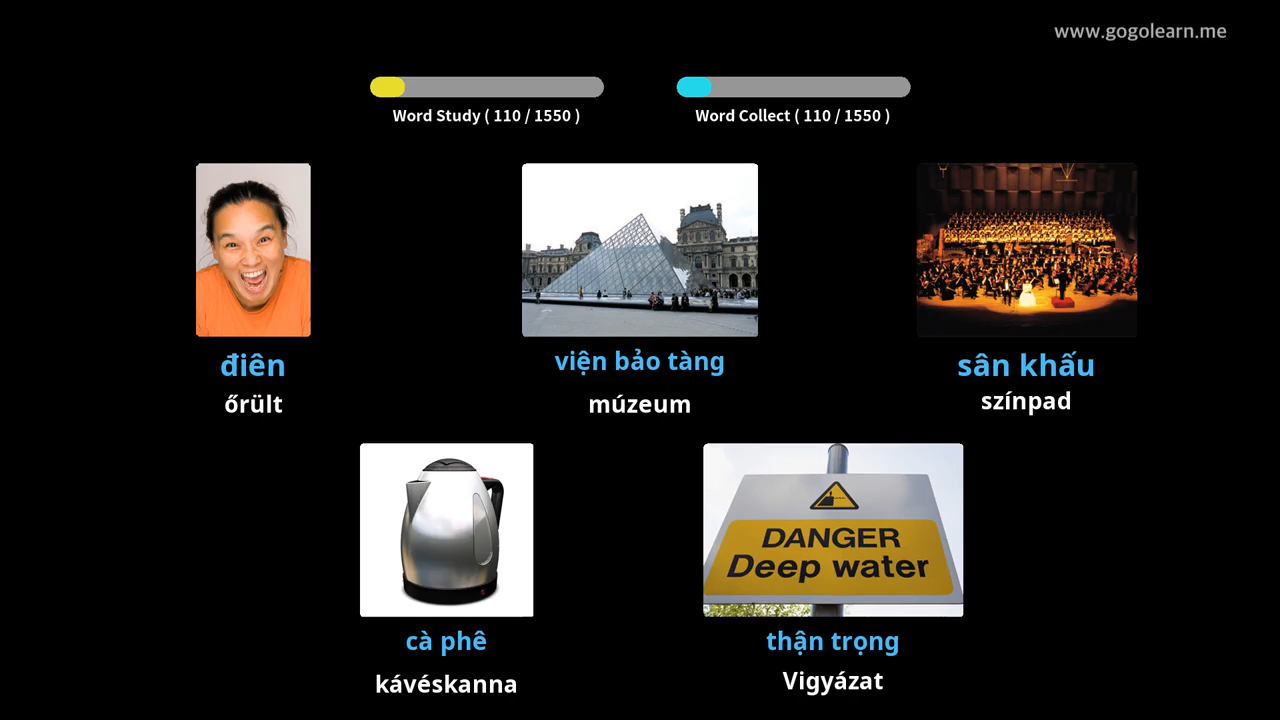 www.gogolearn.me
Word Study ( 110 / 1550 )
Word Collect ( 110 / 1550 )
điên
őrült
viện bảo tàng
múzeum
sân khấu
színpad
DANGER
Deep water
cà phê
kávéskanna
thận trọng
Vigyázat